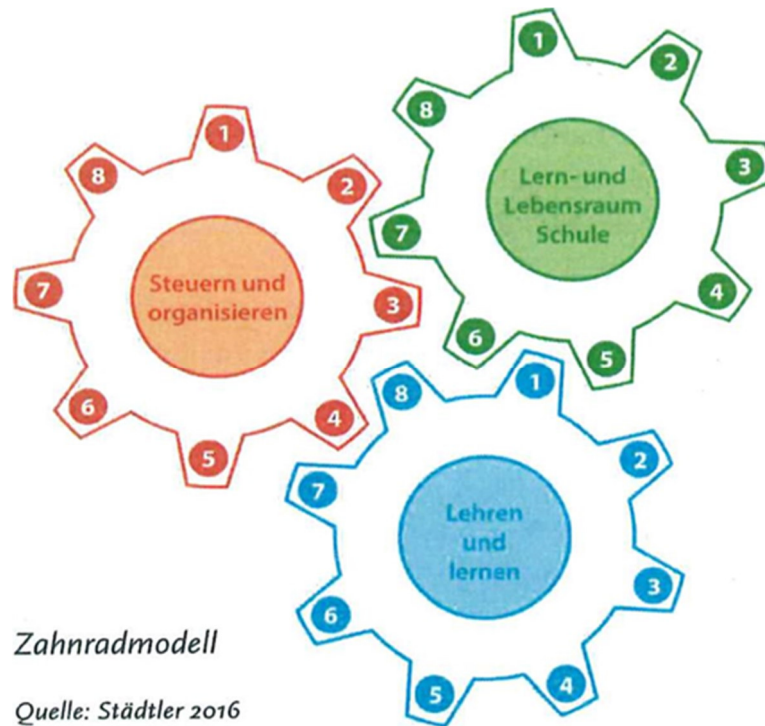 1
2
3
4
5
6
7
8
Steuern und
organisieren
1
2
3
4
5
6
7
8
Lern- und
Lebensraum
Schule
1
2
3
4
5
6
7
8
Lehren
und
lernen
Zahnradmodell
Quelle: Städtler 2016